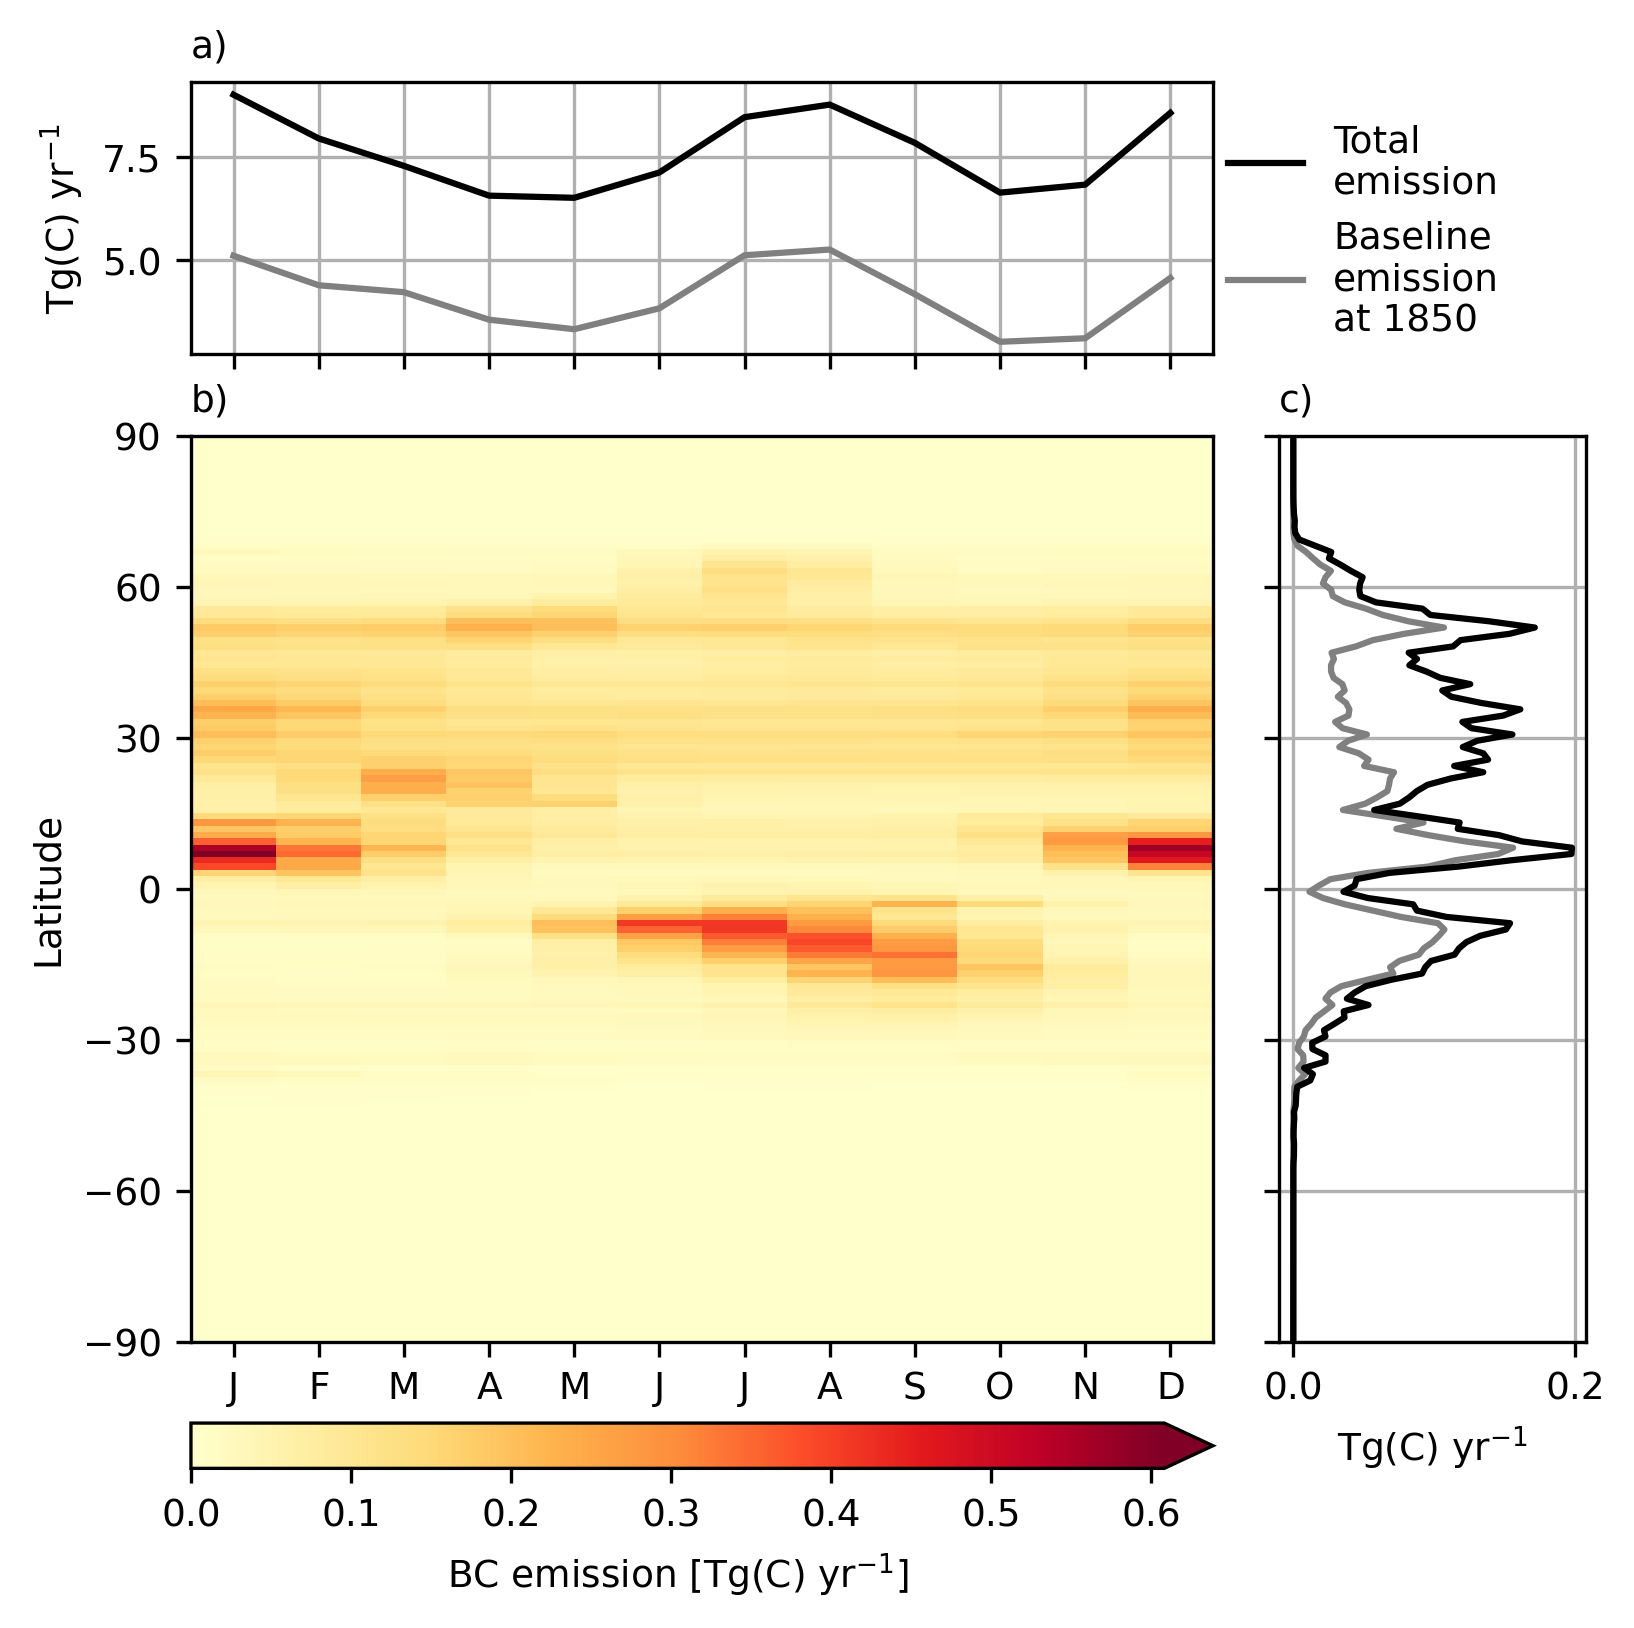 a)
Tg(C) yr⁻¹
7.5
5.0
Total
emission
Baseline
emission
at 1850
b)
c)
Latitude
90
60
30
0
−30
−60
−90
J F M A M J J A S O N D
0.0 0.2
Tg(C) yr⁻¹
0.0 0.1 0.2 0.3 0.4 0.5 0.6
BC emission [Tg(C) yr⁻¹]